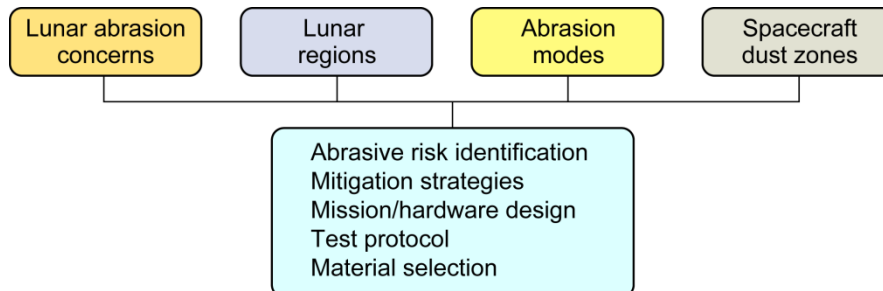 Lunar abrasion
concerns
Lunar
regions
Abrasion
modes
Spacecraft
dust zones
Abrasive risk identification
Mitigation strategies
Mission/hardware design
Test protocol
Material selection